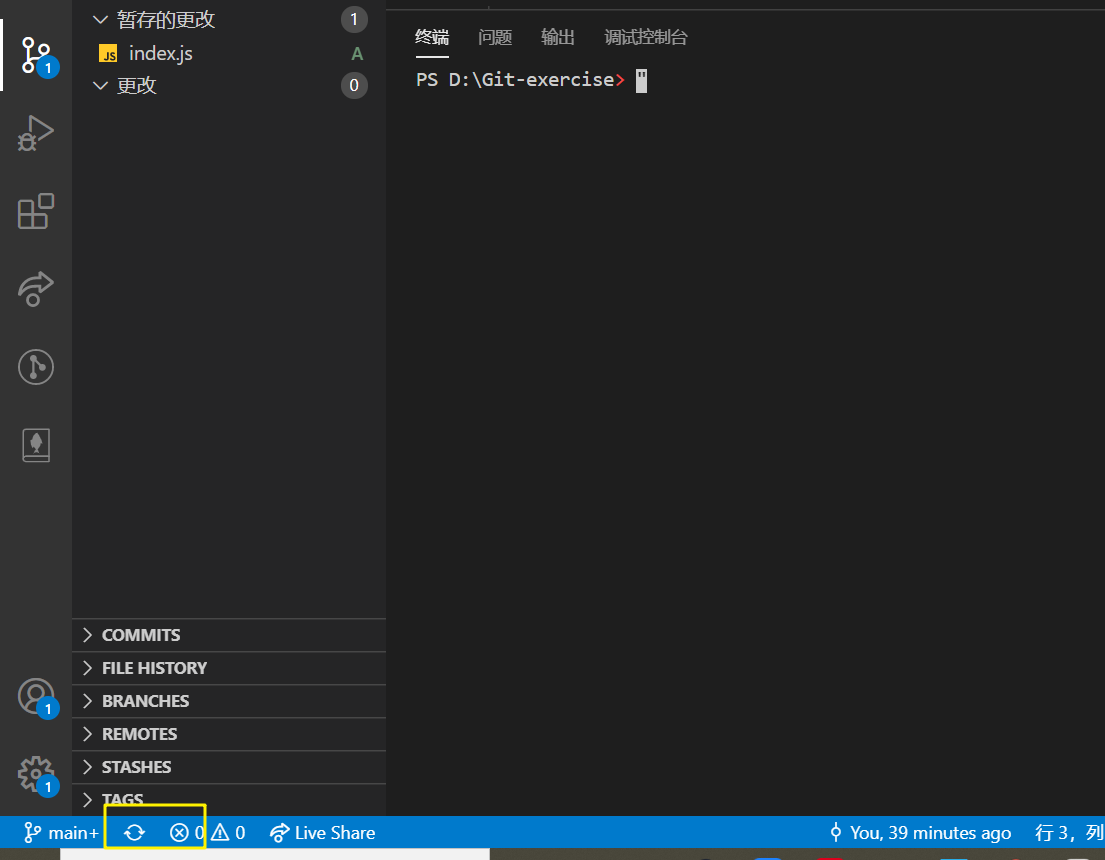 暂存的更改 1
JS index.js A
更改 0
1
1
1
COMMITS
FILE HISTORY
BRANCHES
REMOTES
STASHES
TAGS
终端 问题 输出 调试控制台
PS D:\Git-exercise> "
main+ 0 0 Live Share You, 39 minutes ago 行 3，列